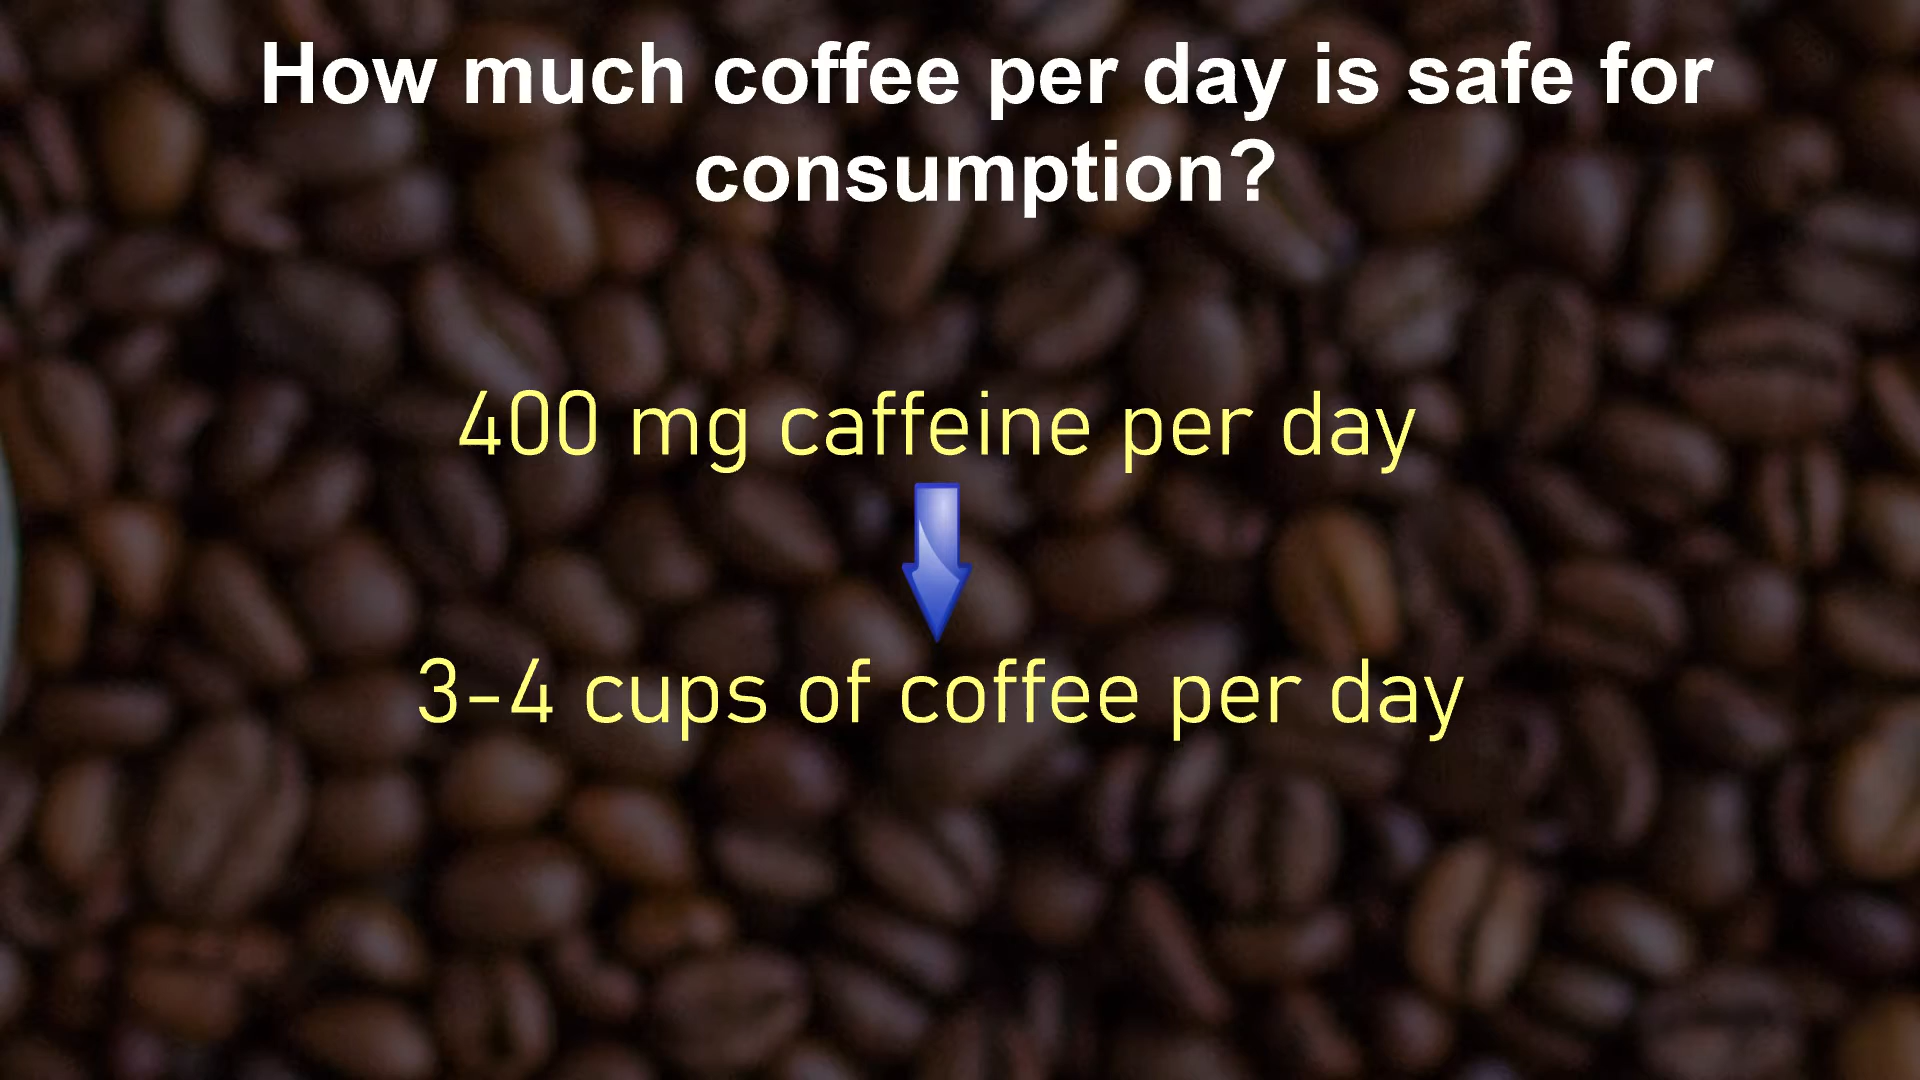 How much coffee per day is safe for
consumption?
400 mg caffeine per day
3-4 cups of coffee per day